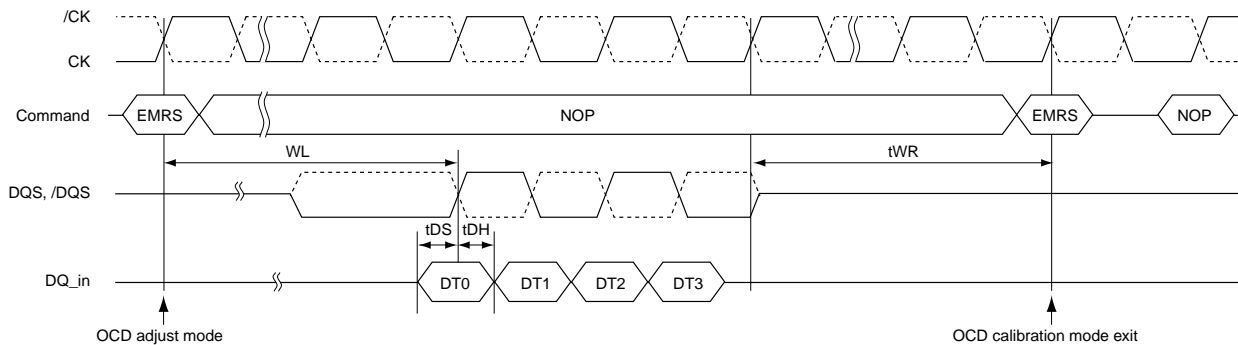 /CK
CK
Command
EMRS
NOP
EMRS
NOP
WL
tWR
DQS, /DQS
tDS
tDH
DQ_in
DT0
DT1
DT2
DT3
OCD adjust mode
OCD calibration mode exit